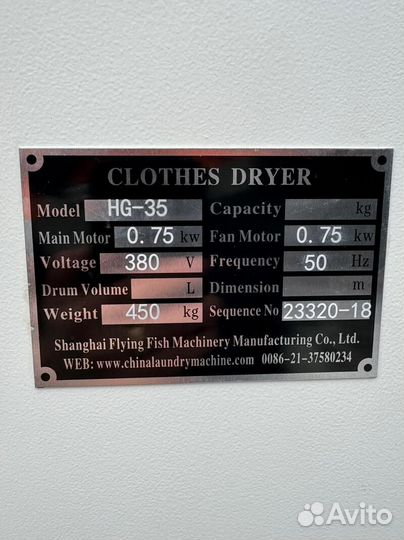 CLOTHES DRYER
Model HG-35 Capacity kg
Main Motor 0.75 kw Fan Motor 0.75 kw
Voltage 380 V Frequency 50 Hz
Drum Volume L Dimension m
Weight 450 kg Sequence No 23320-18
Shanghai Flying Fish Machinery Manufacturing Co., Ltd.
WEB: www.chinalaundrymachine.com 0086-21-37580234
Avito